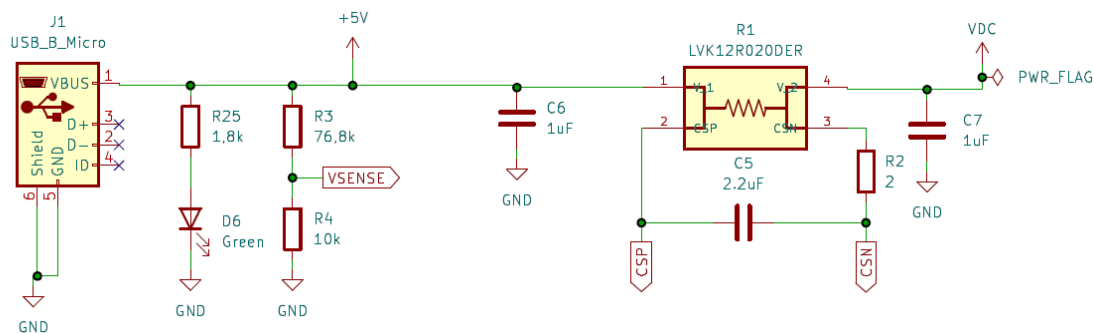 J1
USB_B_Micro
VBUS
1
D+
3
D-
2
ID
4
Shield
GND
6
5
GND
R25
1,8k
D6
Green
GND
+5V
R3
76,8k
VSENSE
R4
10k
GND
C6
1uF
GND
R1
LVK12R020DER
1
V_1
V_2
4
2
CSP
CSN
3
C5
2.2uF
R2
2
CSP
CSN
VDC
PWR_FLAG
C7
1uF
GND